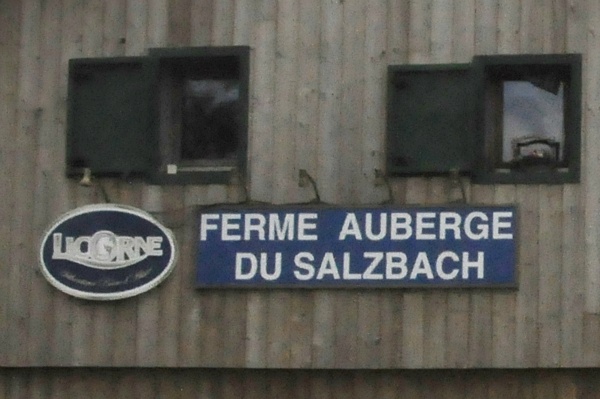 LICORNE
FERME AUBERGE
DU SALZBACH